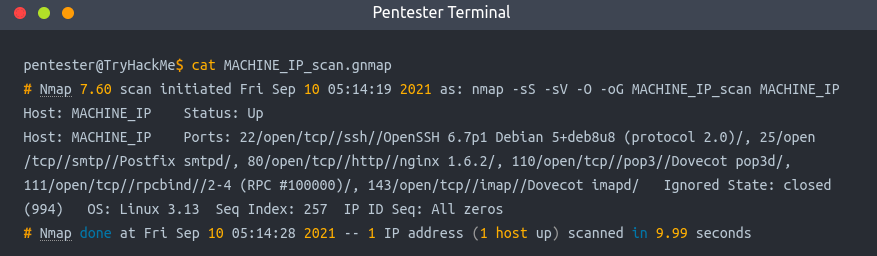 Pentester Terminal
pentester@TryHackMe$ cat MACHINE_IP_scan.gnmap
# Nmap 7.60 scan initiated Fri Sep 10 05:14:19 2021 as: nmap -sS -sV -O -oG MACHINE_IP_scan MACHINE_IP
Host: MACHINE_IP    Status: Up
Host: MACHINE_IP    Ports: 22/open/tcp//ssh//OpenSSH 6.7p1 Debian 5+deb8u8 (protocol 2.0)/, 25/open
/tcp//smtp//Postfix smtpd/, 80/open/tcp//http//nginx 1.6.2/, 110/open/tcp//pop3//Dovecot pop3d/,
111/open/tcp//rpcbind//2-4 (RPC #100000)/, 143/open/tcp//imap//Dovecot imapd/   Ignored State: closed
(994)   OS: Linux 3.13  Seq Index: 257  IP ID Seq: All zeros
# Nmap done at Fri Sep 10 05:14:28 2021 -- 1 IP address (1 host up) scanned in 9.99 seconds